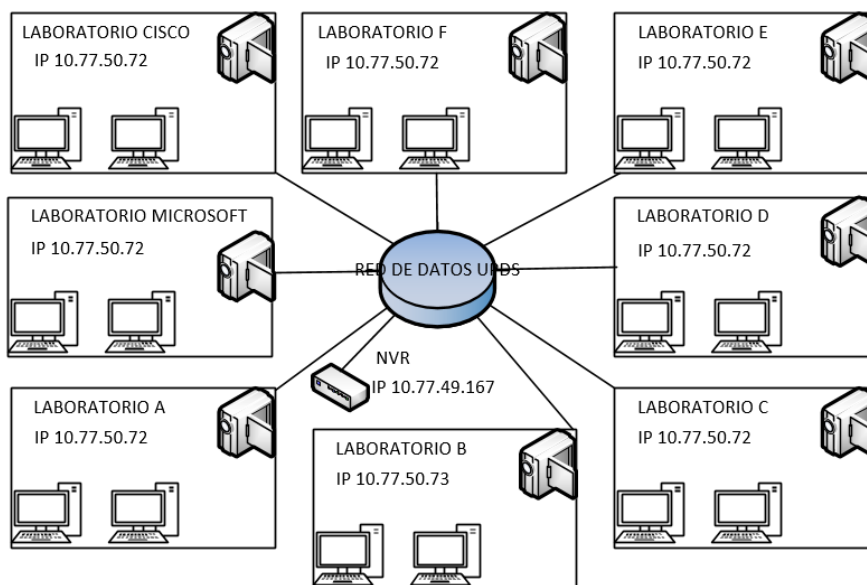 LABORATORIO CISCO
IP 10.77.50.72
LABORATORIO F
IP 10.77.50.72
LABORATORIO E
IP 10.77.50.72
LABORATORIO MICROSOFT
IP 10.77.50.72
RED DE DATOS UPDS
LABORATORIO D
IP 10.77.50.72
NVR
IP 10.77.49.167
LABORATORIO A
IP 10.77.50.72
LABORATORIO B
IP 10.77.50.73
LABORATORIO C
IP 10.77.50.72